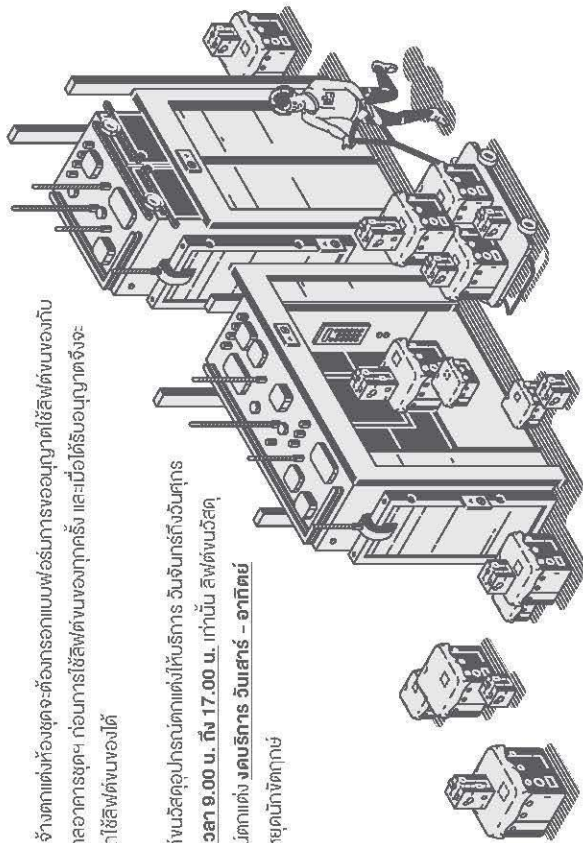 จ้างตกแต่งห้องชุดจะต้องกรอกแบบฟอร์มการขออนุญาตใช้ลิฟต์ขนของกับ
ลอาคารชุดฯ ก่อนการใช้ลิฟต์ขนของทุกครั้ง และเมื่อได้รับอนุญาตจึงจะ
ใช้ลิฟต์ขนของได้
์ขนวัสดุอุปกรณ์ตกแต่งให้บริการ วันจันทร์ถึงวันศุกร์
วลา 9.00 น. ถึง 17.00 น. เท่านั้น ลิฟต์ขนวัสดุ
์ตกแต่ง งดบริการ วันเสาร์ - อาทิตย์
หยุดนักขัตฤกษ์